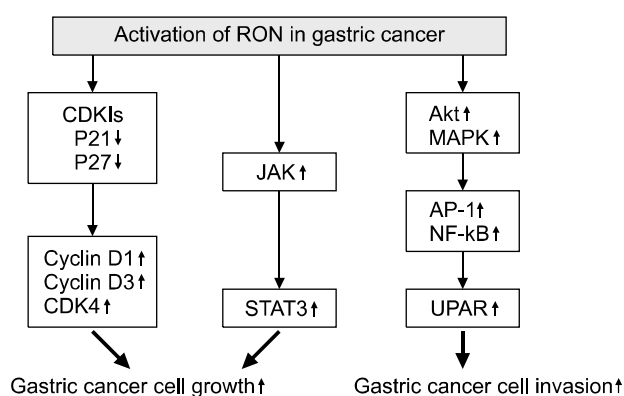 Activation of RON in gastric cancer
CDKIs
P21↓
P27↓
Cyclin D1↑
Cyclin D3↑
CDK4↑
JAK↑
STAT3↑
Akt↑
MAPK↑
AP-1↑
NF-kB↑
UPAR↑
Gastric cancer cell growth↑
Gastric cancer cell invasion↑